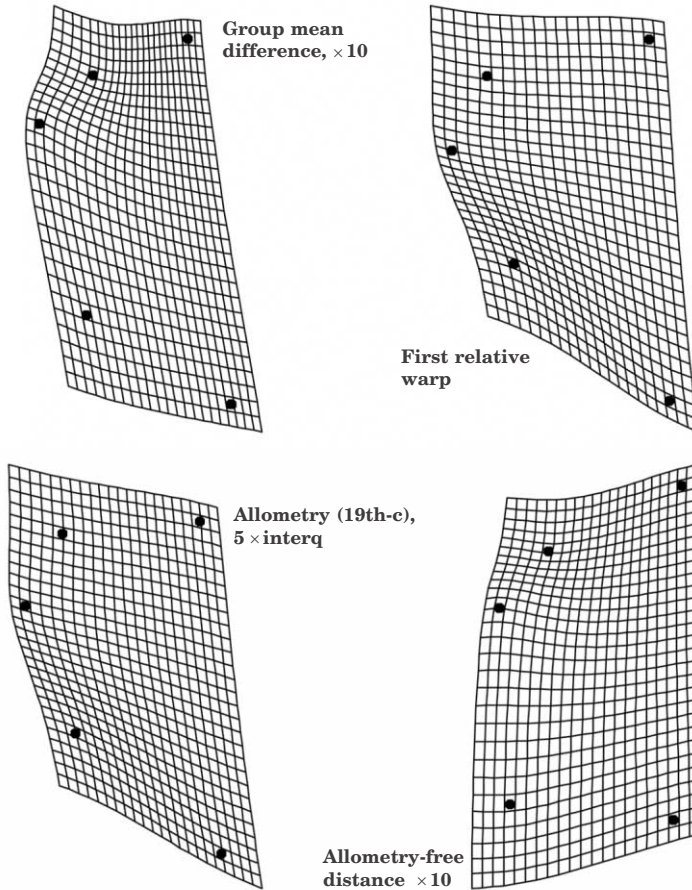 Group mean
difference, ×10
First relative
warp
Allometry (19th-c),
5 × interq
Allometry-free
distance ×10